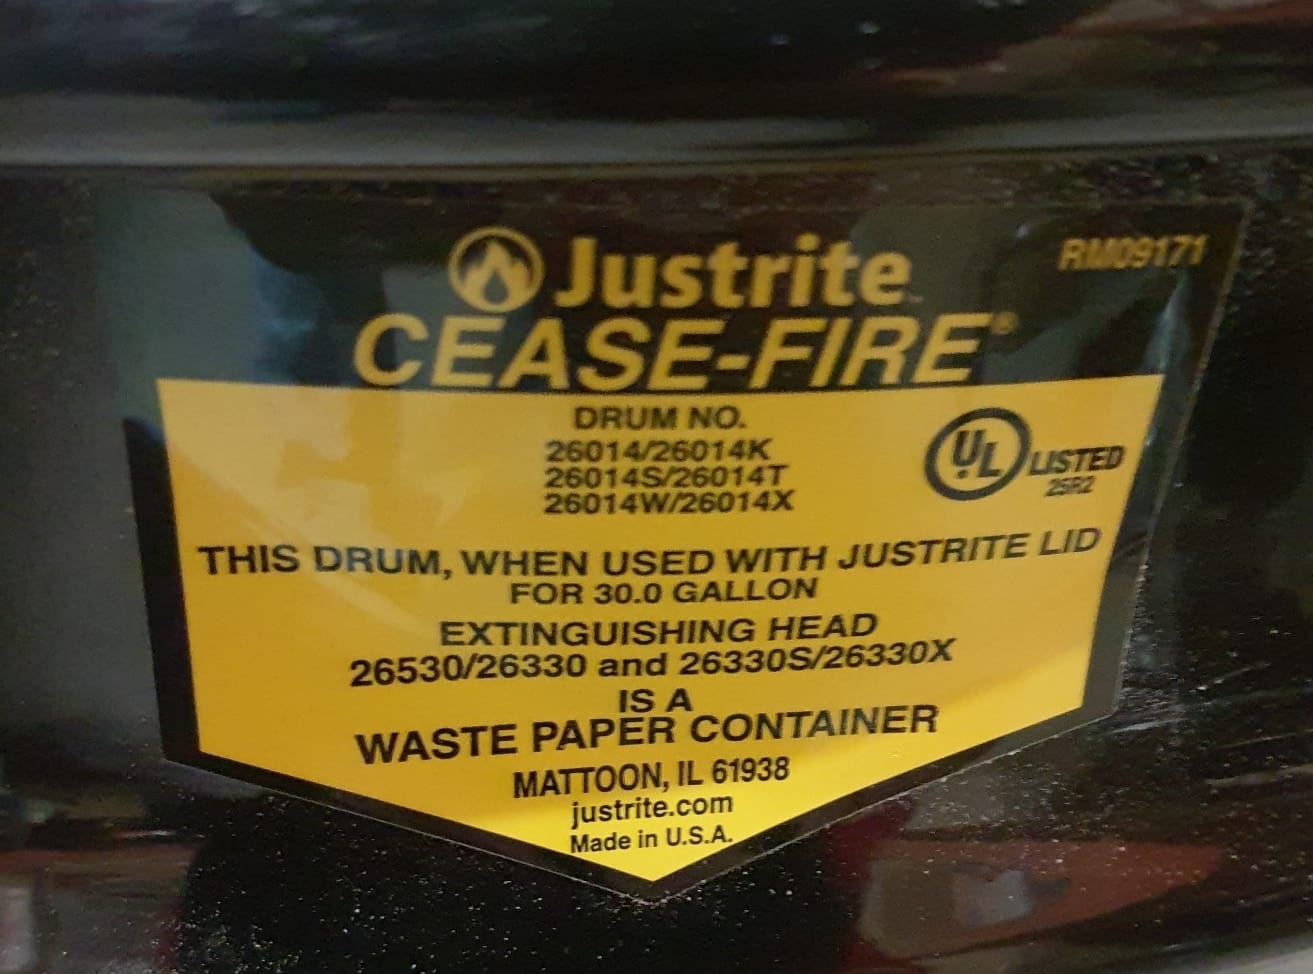 Justrite™
RM09171
CEASE-FIRE®
DRUM NO.
26014/26014K
26014S/26014T
26014W/26014X
UL LISTED
25R2
THIS DRUM, WHEN USED WITH JUSTRITE LID
FOR 30.0 GALLON
EXTINGUISHING HEAD
26530/26330 and 26330S/26330X
IS A
WASTE PAPER CONTAINER
MATTOON, IL 61938
justrite.com
Made in U.S.A.